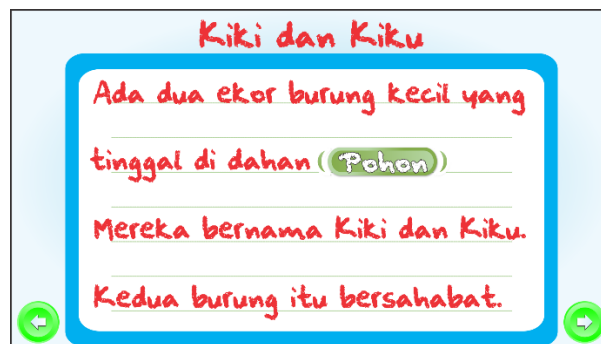 Kiki dan Kiku
Ada dua ekor burung kecil yang
tinggal di dahan (Pohon)
Mereka bernama Kiki dan Kiku.
Kedua burung itu bersahabat.